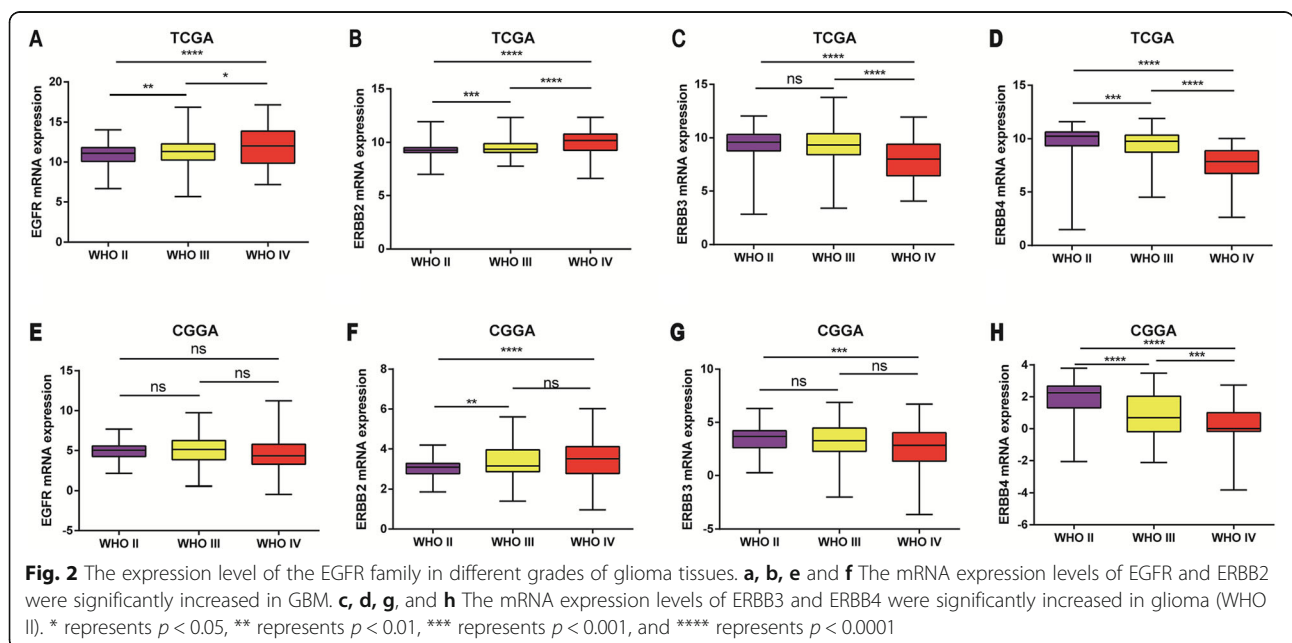 A
TCGA
****
**
*
EGFR mRNA expression
20
15
10
5
0
WHO II WHO III WHO IV
B
TCGA
****
***
****
ERBB2 mRNA expression
15
10
5
0
WHO II WHO III WHO IV
C
TCGA
****
ns
****
ERBB3 mRNA expression
15
10
5
0
WHO II WHO III WHO IV
D
TCGA
****
***
****
ERBB4 mRNA expression
15
10
5
0
WHO II WHO III WHO IV
E
CGGA
ns
ns
ns
EGFR mRNA expression
15
10
5
0
-5
WHO II WHO III WHO IV
F
CGGA
****
**
ns
ERBB2 mRNA expression
8
6
4
2
0
WHO II WHO III WHO IV
G
CGGA
***
ns
ns
ERBB3 mRNA expression
10
5
0
-5
WHO II WHO III WHO IV
H
CGGA
****
****
***
ERBB4 mRNA expression
4
2
0
-2
-4
-6
WHO II WHO III WHO IV
Fig. 2 The expression level of the EGFR family in different grades of glioma tissues. a, b, e and f The mRNA expression levels of EGFR and ERBB2
were significantly increased in GBM. c, d, g, and h The mRNA expression levels of ERBB3 and ERBB4 were significantly increased in glioma (WHO
II). * represents p < 0.05, ** represents p < 0.01, *** represents p < 0.001, and **** represents p < 0.0001